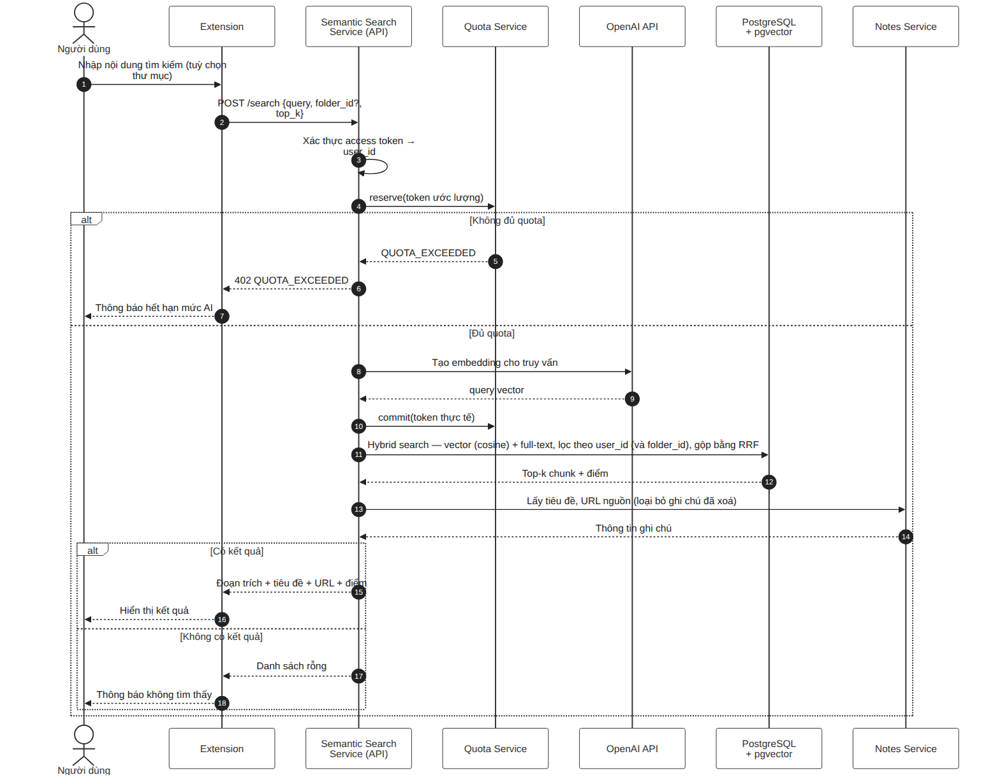 Người dùng
Extension
Semantic Search
Service (API)
Quota Service
OpenAI API
PostgreSQL
+ pgvector
Notes Service
Nhập nội dung tìm kiếm (tuỳ chọn
thư mục)
1
POST /search {query, folder_id?,
top_k}
2
Xác thực access token →
user_id
3
reserve(token ước lượng)
4
alt
[Không đủ quota]
QUOTA_EXCEEDED
5
402 QUOTA_EXCEEDED
6
Thông báo hết hạn mức AI
7
[Đủ quota]
Tạo embedding cho truy vấn
8
query vector
9
commit(token thực tế)
10
Hybrid search — vector (cosine) + full-text, lọc theo user_id (và folder_id), gộp bằng RRF
11
Top-k chunk + điểm
12
Lấy tiêu đề, URL nguồn (loại bỏ ghi chú đã xoá)
13
Thông tin ghi chú
14
alt
[Có kết quả]
Đoạn trích + tiêu đề + URL + điểm
15
Hiển thị kết quả
16
[Không có kết quả]
Danh sách rỗng
17
Thông báo không tìm thấy
18
Người dùng
Extension
Semantic Search
Service (API)
Quota Service
OpenAI API
PostgreSQL
+ pgvector
Notes Service